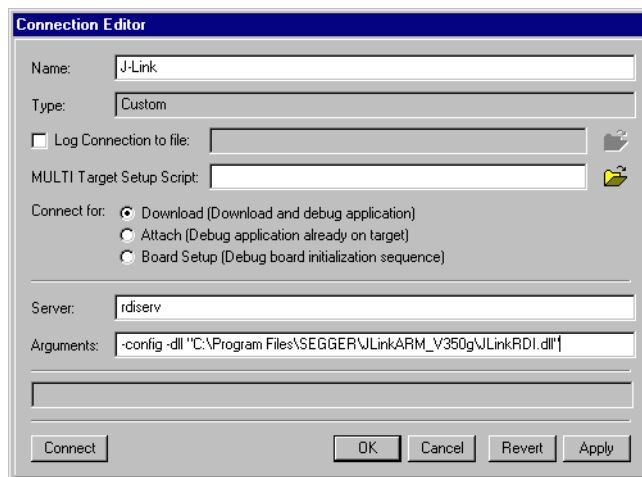 Connection Editor
Name: J-Link
Type: Custom
Log Connection to file:
MULTI Target Setup Script:
Connect for: Download (Download and debug application)
Attach (Debug application already on target)
Board Setup (Debug board initialization sequence)
Server: rdiserv
Arguments: -config -dll "C:\Program Files\SEGGER\JLinkARM_V350g\JLinkRDI.dll"
Connect OK Cancel Revert Apply